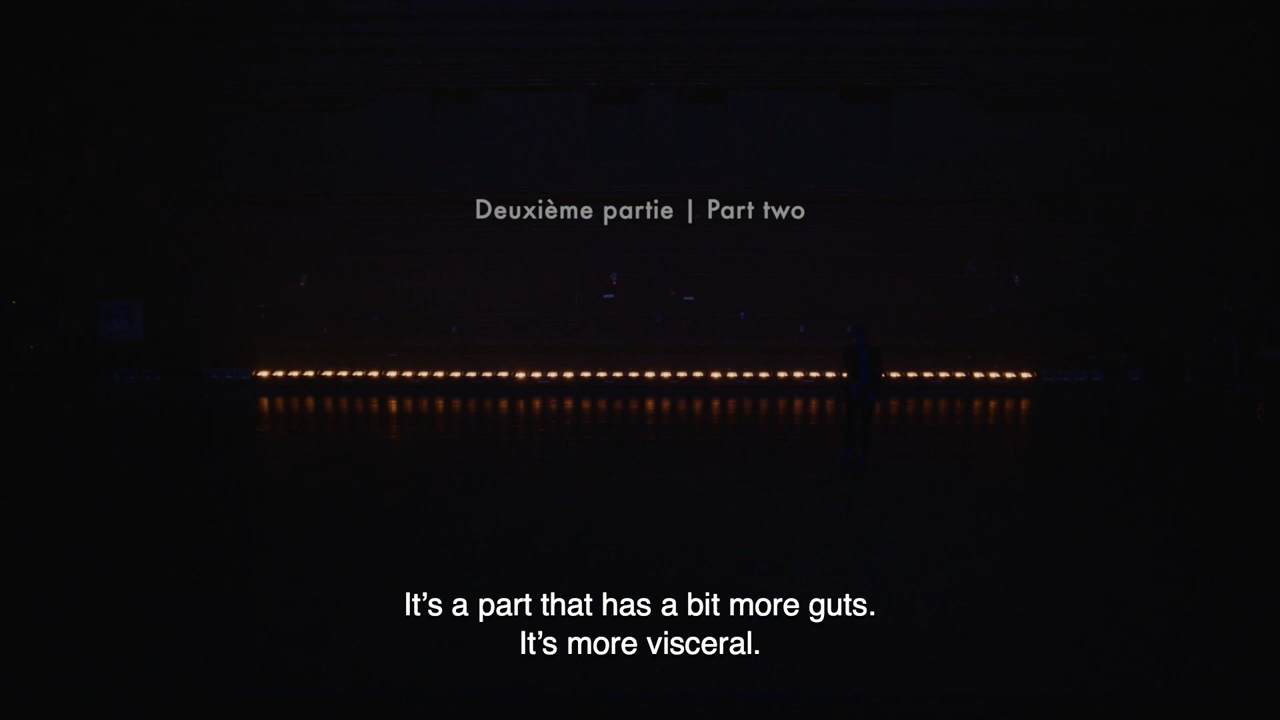 Deuxième partie | Part two
It’s a part that has a bit more guts.
It’s more visceral.